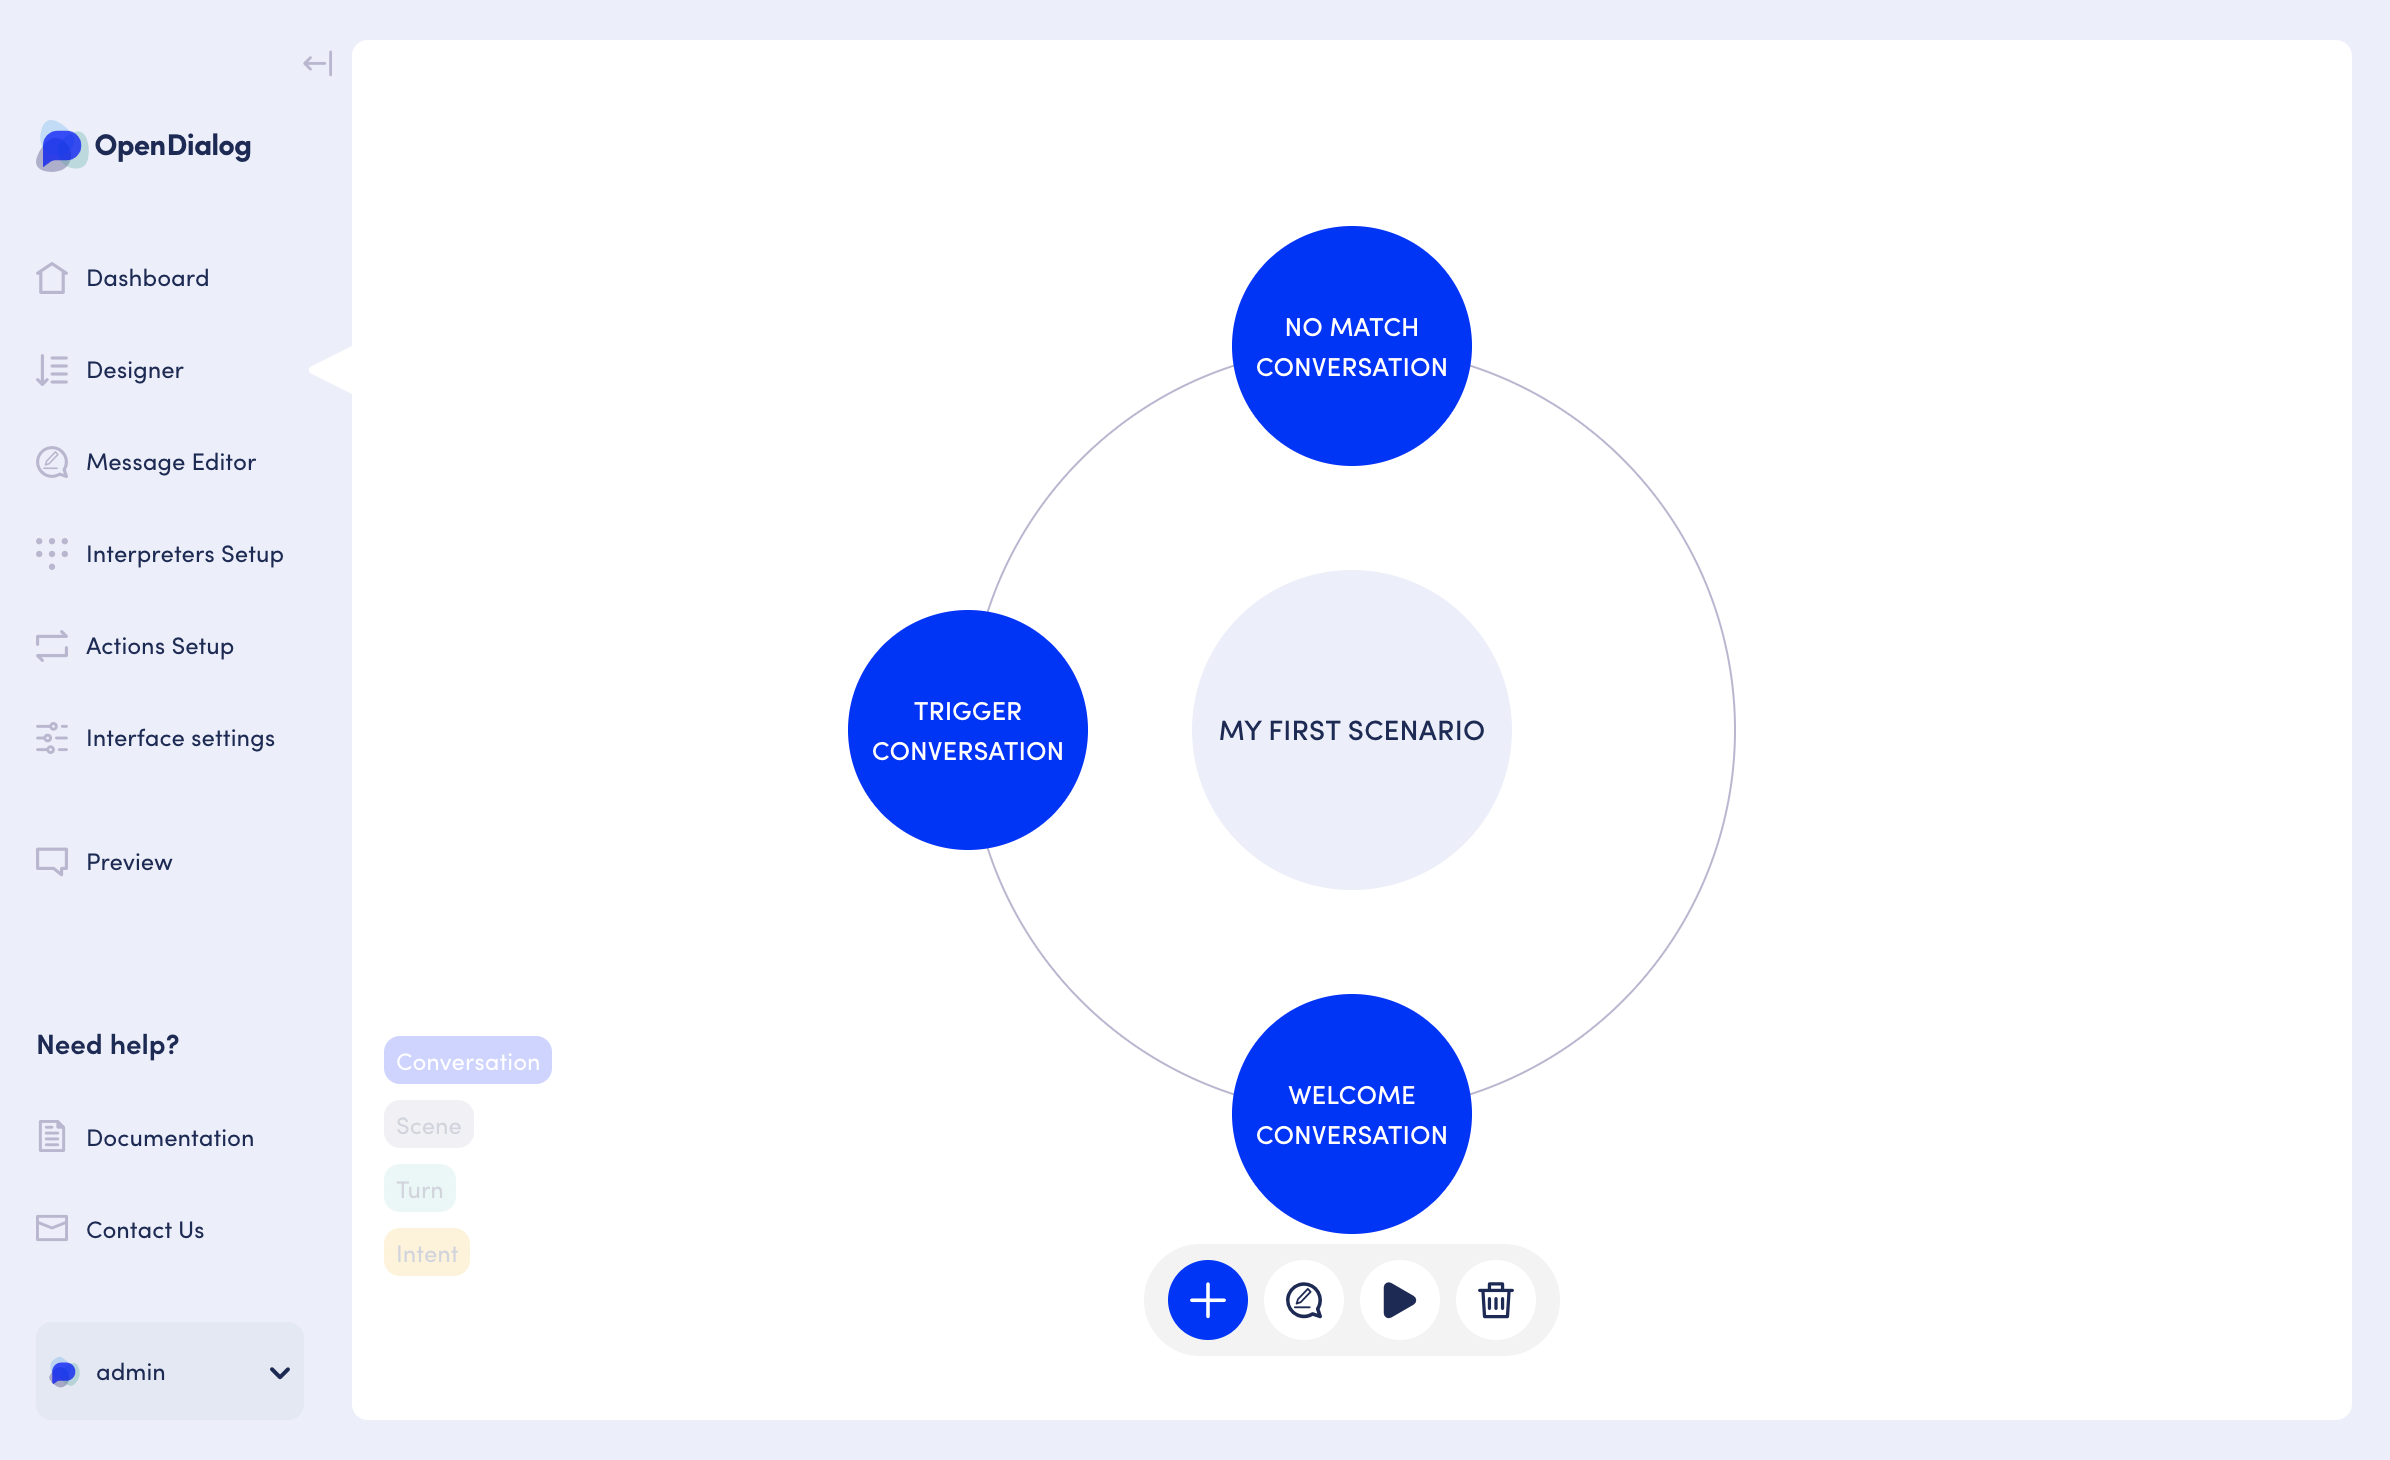 OpenDialog
Dashboard
Designer
Message Editor
Interpreters Setup
Actions Setup
Interface settings
Preview
Need help?
Documentation
Contact Us
admin
NO MATCH
CONVERSATION
TRIGGER
CONVERSATION
MY FIRST SCENARIO
WELCOME
CONVERSATION
Conversation
Scene
Turn
Intent